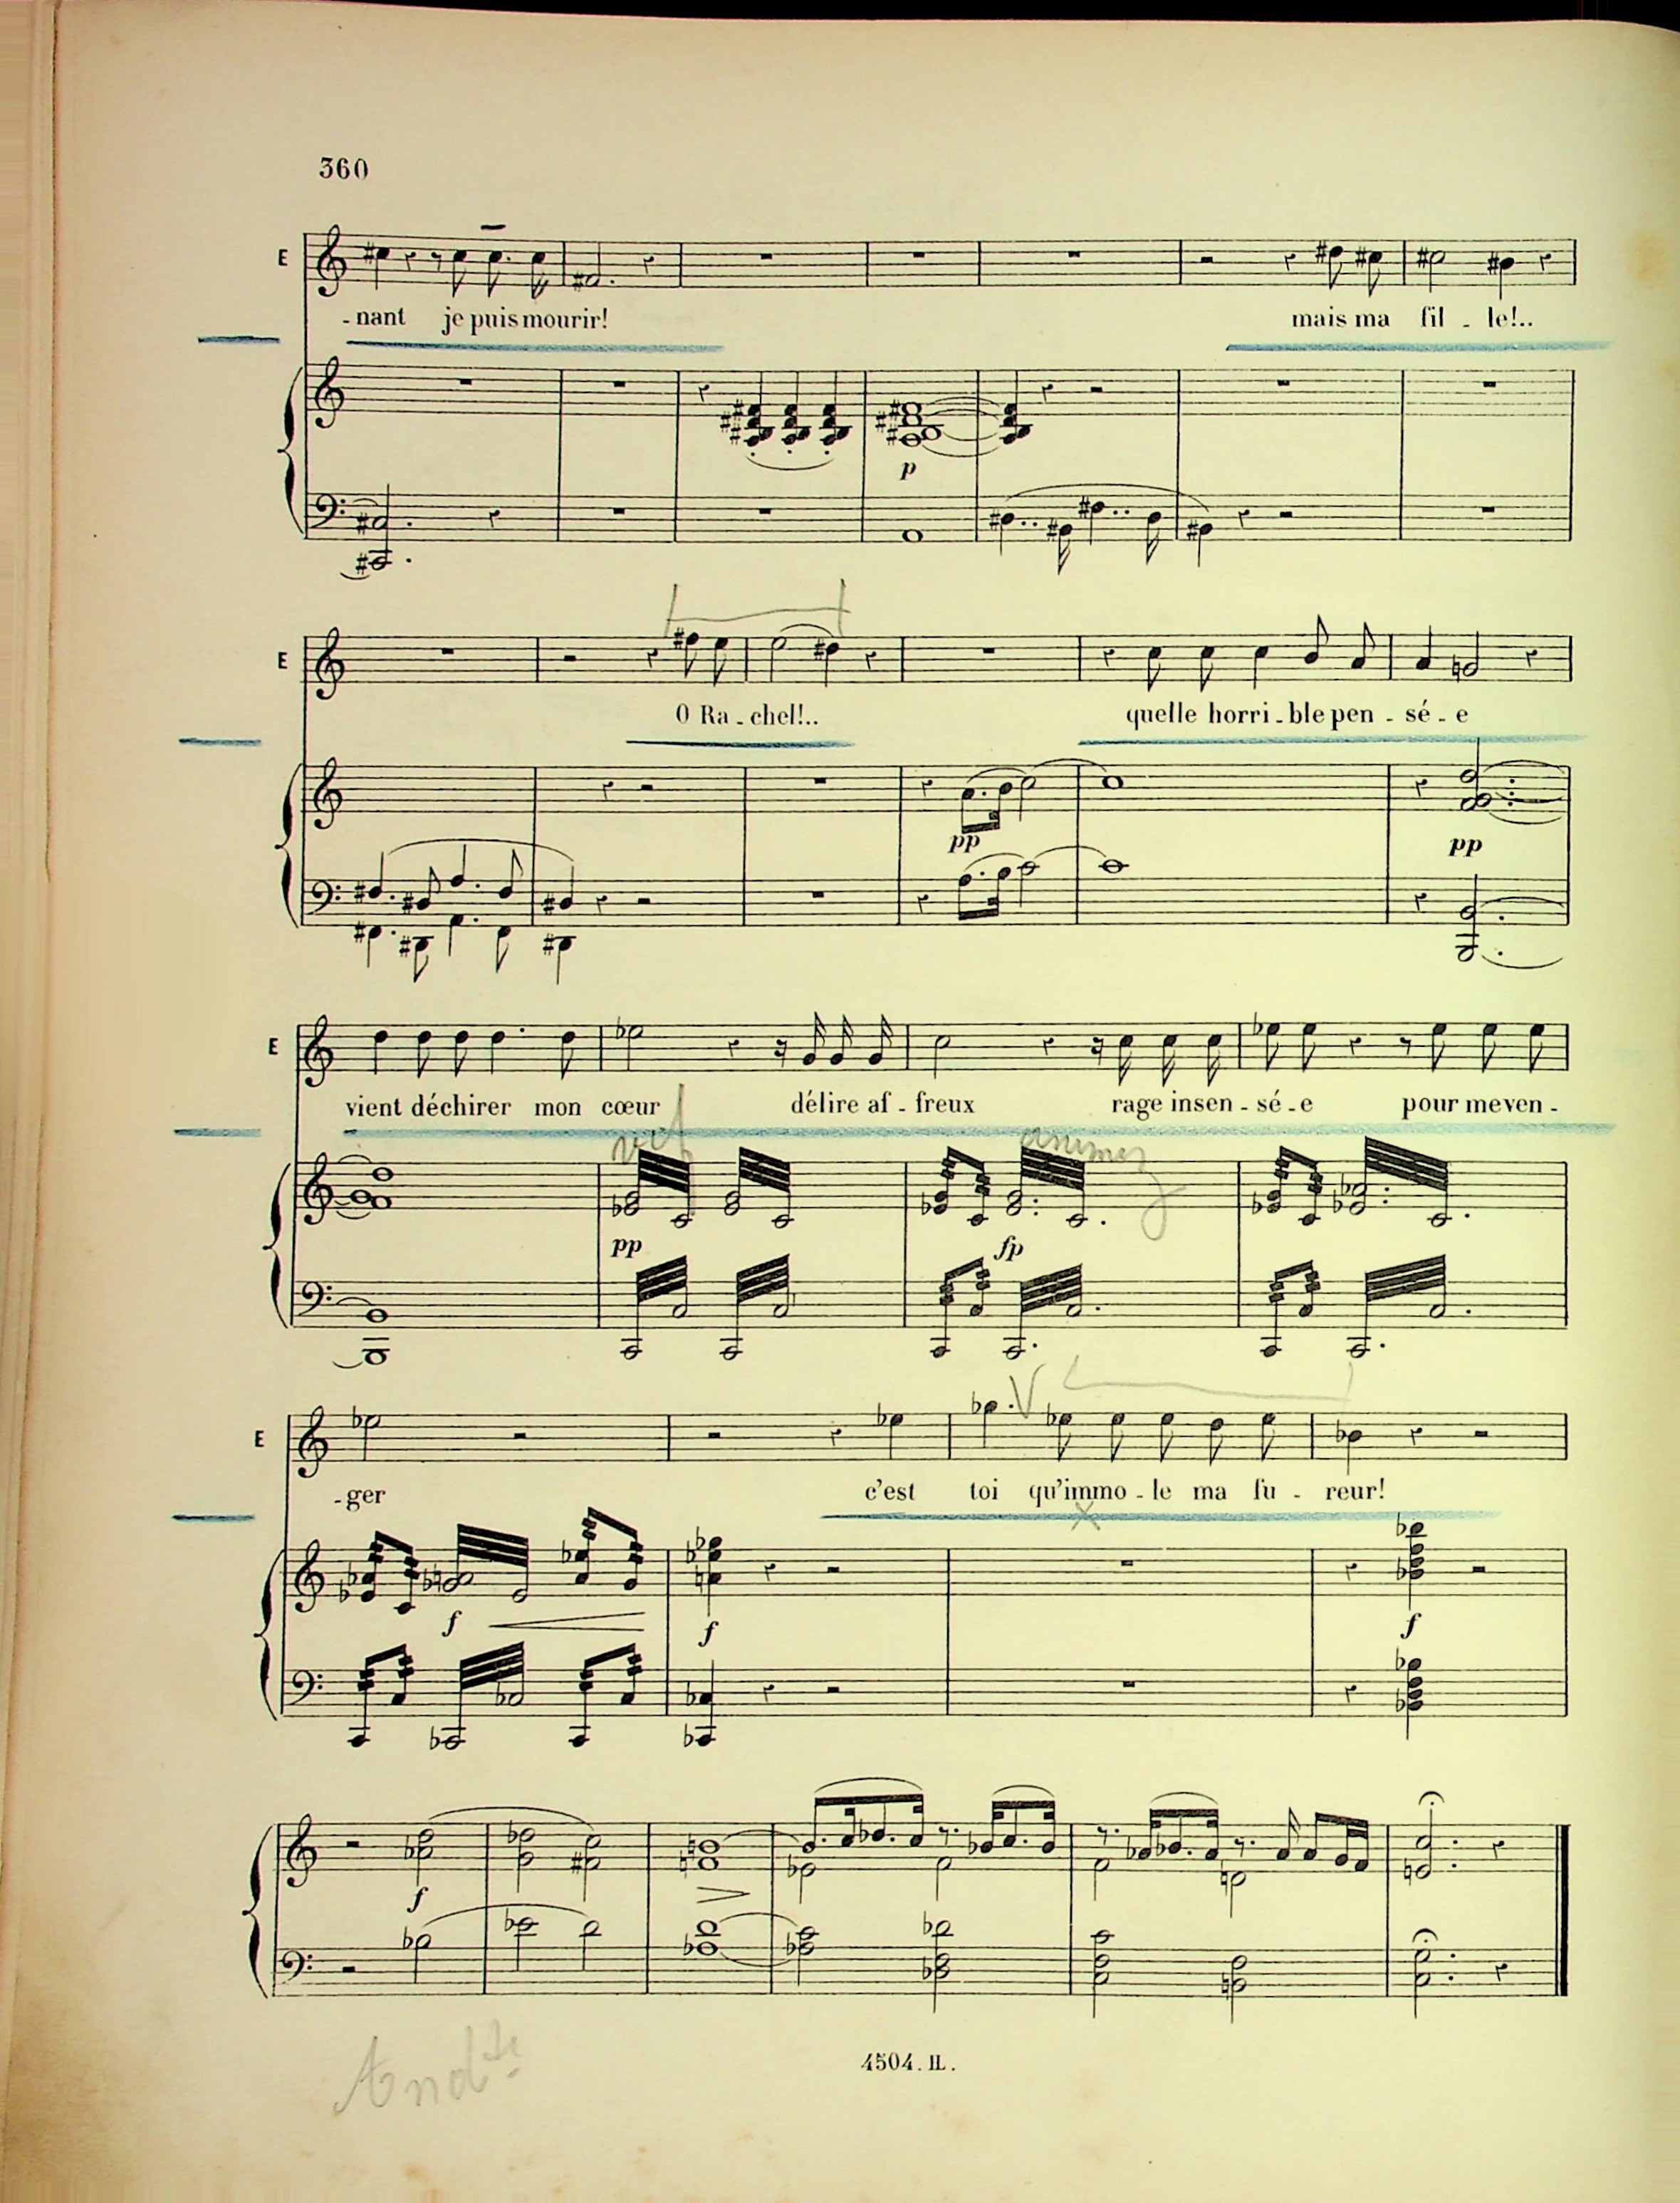 360
E
- nant je puis mourir! mais ma fil - le!..
p
E
O Ra - chel!.. quelle horri - ble pen - sé - e
pp pp
E
vient déchirer mon cœur délire af - freux rage insen - sé - e pour me ven -
vif animez
pp fp
E
- ger c'est toi qu'immo - le ma fu - reur!
f f f
f
4504. H.
And.te